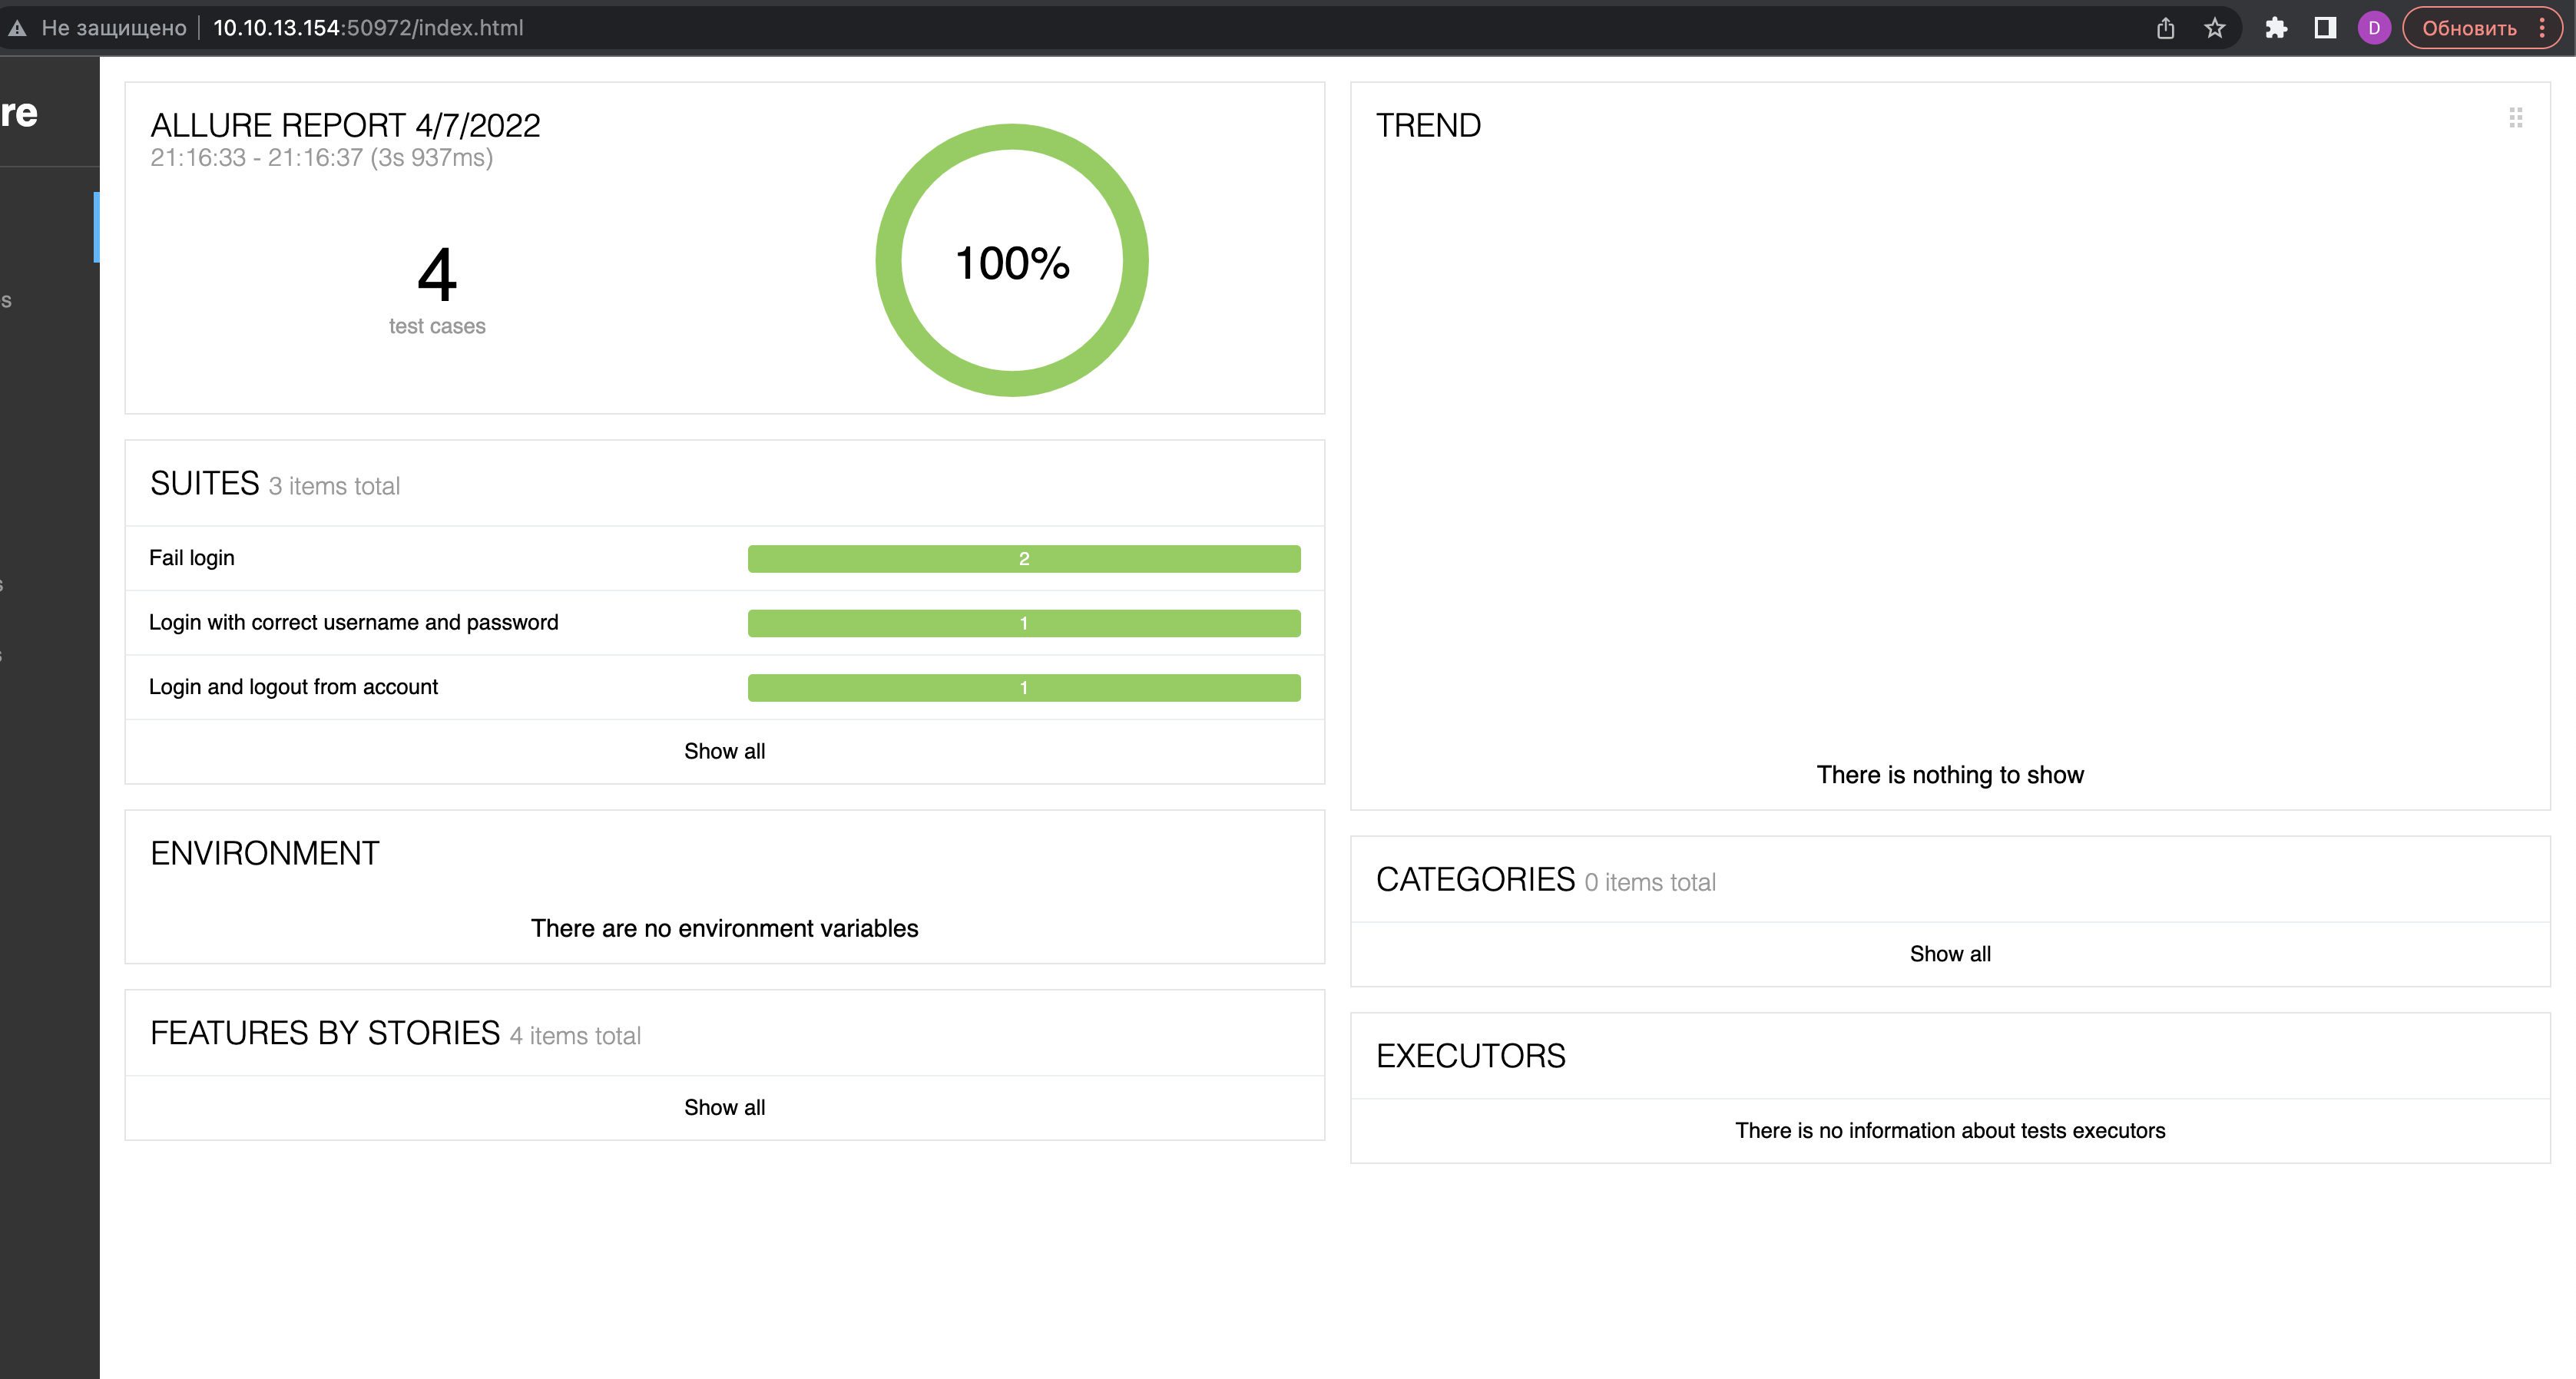 Не защищено 10.10.13.154:50972/index.html
D
Обновить
re
s
s
s
ALLURE REPORT 4/7/2022
21:16:33 - 21:16:37 (3s 937ms)
4
test cases
100%
SUITES 3 items total
Fail login 2
Login with correct username and password 1
Login and logout from account 1
Show all
ENVIRONMENT
There are no environment variables
FEATURES BY STORIES 4 items total
Show all
TREND
There is nothing to show
CATEGORIES 0 items total
Show all
EXECUTORS
There is no information about tests executors